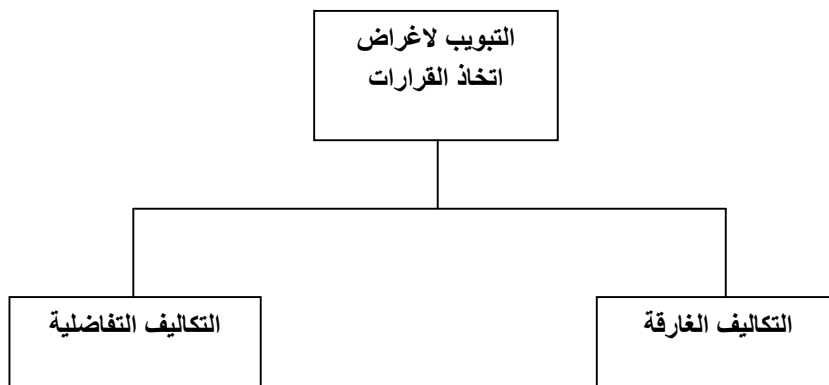 التبويب لاغراض
اتخاذ القرارات
التكاليف الغارقة
التكاليف التفاضلية